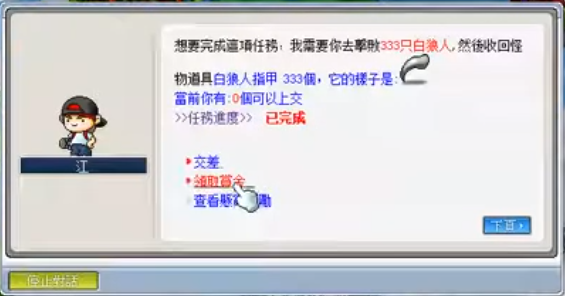 想要完成這項任務，我需要你去擊敗333只白狼人,然後收回怪
物道具白狼人指甲 333個，它的樣子是:
當前你有:0個可以上交
>>任務進度>> 已完成
交差
領取賞金
查看懸
勵
江
下頁
停止對話